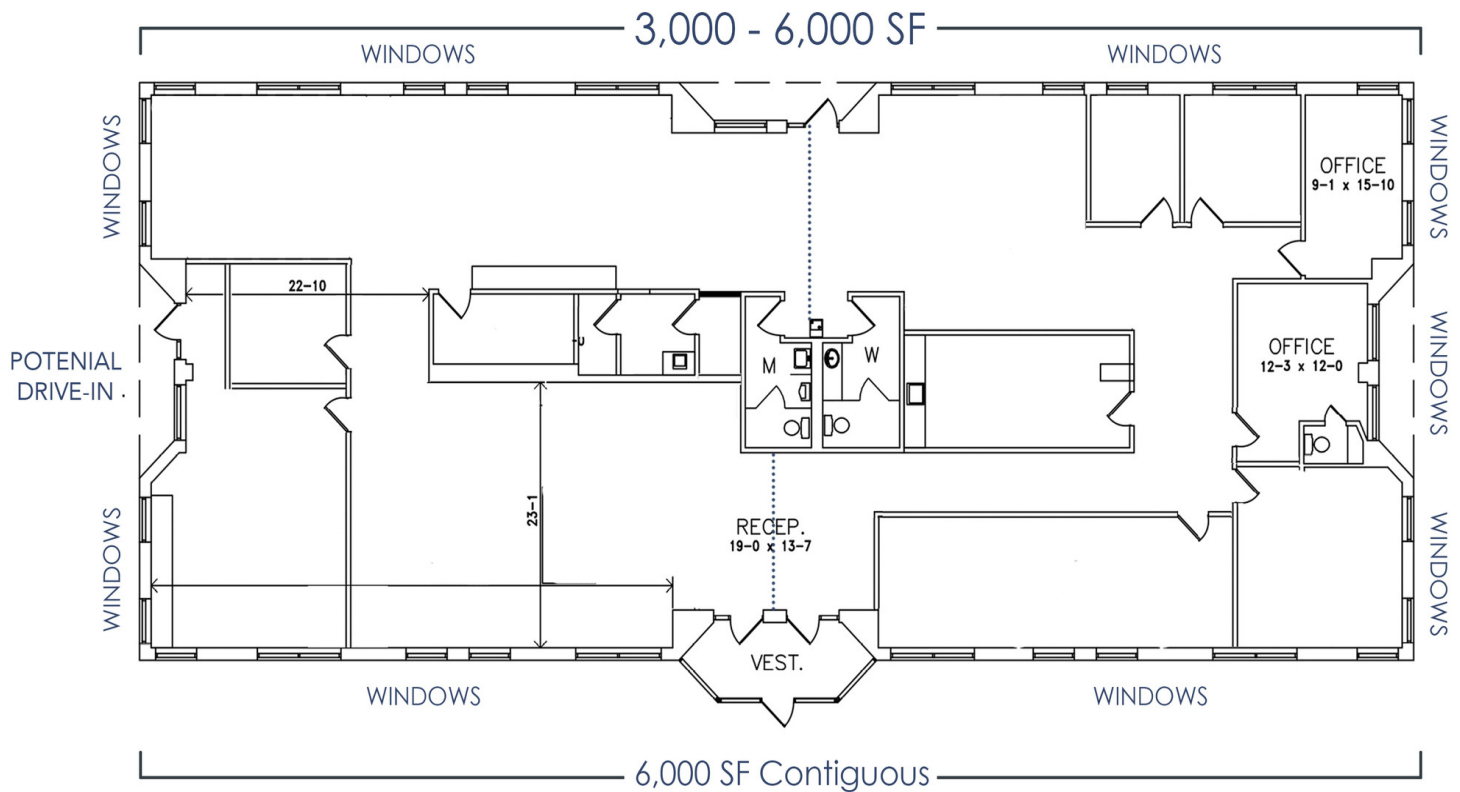 3,000 - 6,000 SF
WINDOWS
WINDOWS
WINDOWS
WINDOWS
OFFICE
9-1 x 15-10
22-10
WINDOWS
POTENIAL
DRIVE-IN .
M
W
OFFICE
12-3 x 12-0
23-1
RECEP.
19-0 x 13-7
WINDOWS
WINDOWS
VEST.
WINDOWS
WINDOWS
6,000 SF Contiguous